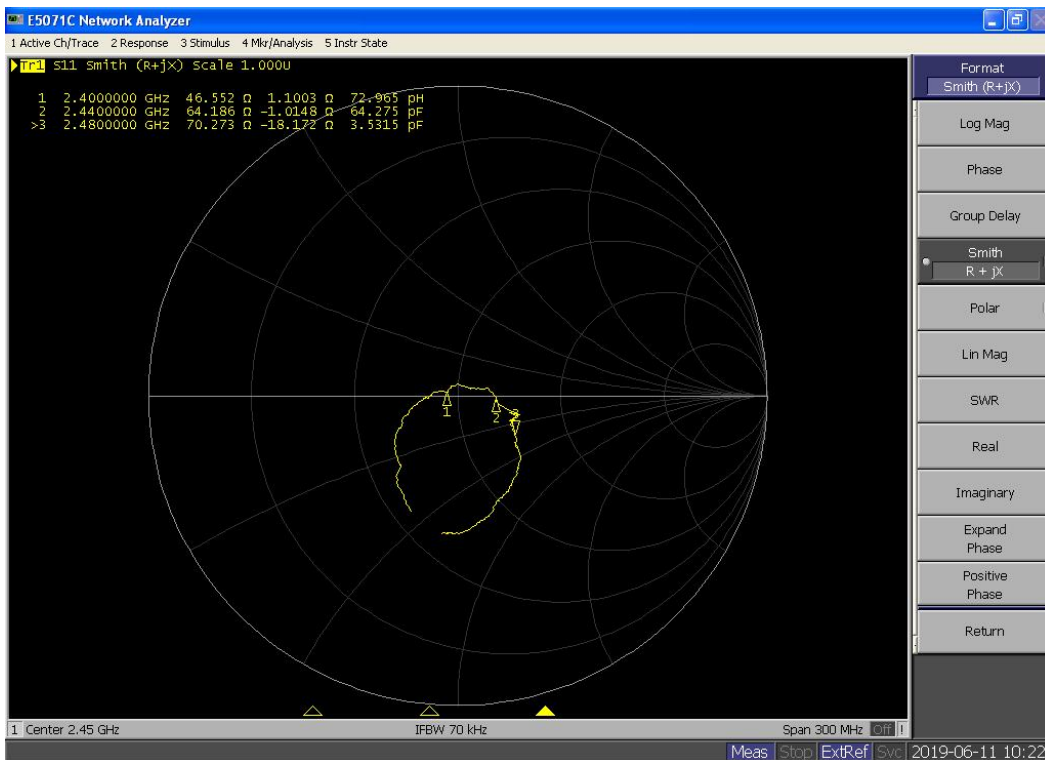 E5071C Network Analyzer
1 Active Ch/Trace 2 Response 3 Stimulus 4 Mkr/Analysis 5 Instr State
Tr1 S11 Smith (R+jX) Scale 1.000U
1 2.4000000 GHz 46.552 Ω 1.1003 Ω 72.965 pH
2 2.4400000 GHz 64.186 Ω -1.0148 Ω 64.275 pF
>3 2.4800000 GHz 70.273 Ω -18.172 Ω 3.5315 pF
1
2
3
Format
Smith (R+jX)
Log Mag
Phase
Group Delay
Smith
R + jX
Polar
Lin Mag
SWR
Real
Imaginary
Expand
Phase
Positive
Phase
Return
1 Center 2.45 GHz IFBW 70 kHz Span 300 MHz Off !
Meas Stop ExtRef Svc 2019-06-11 10:22